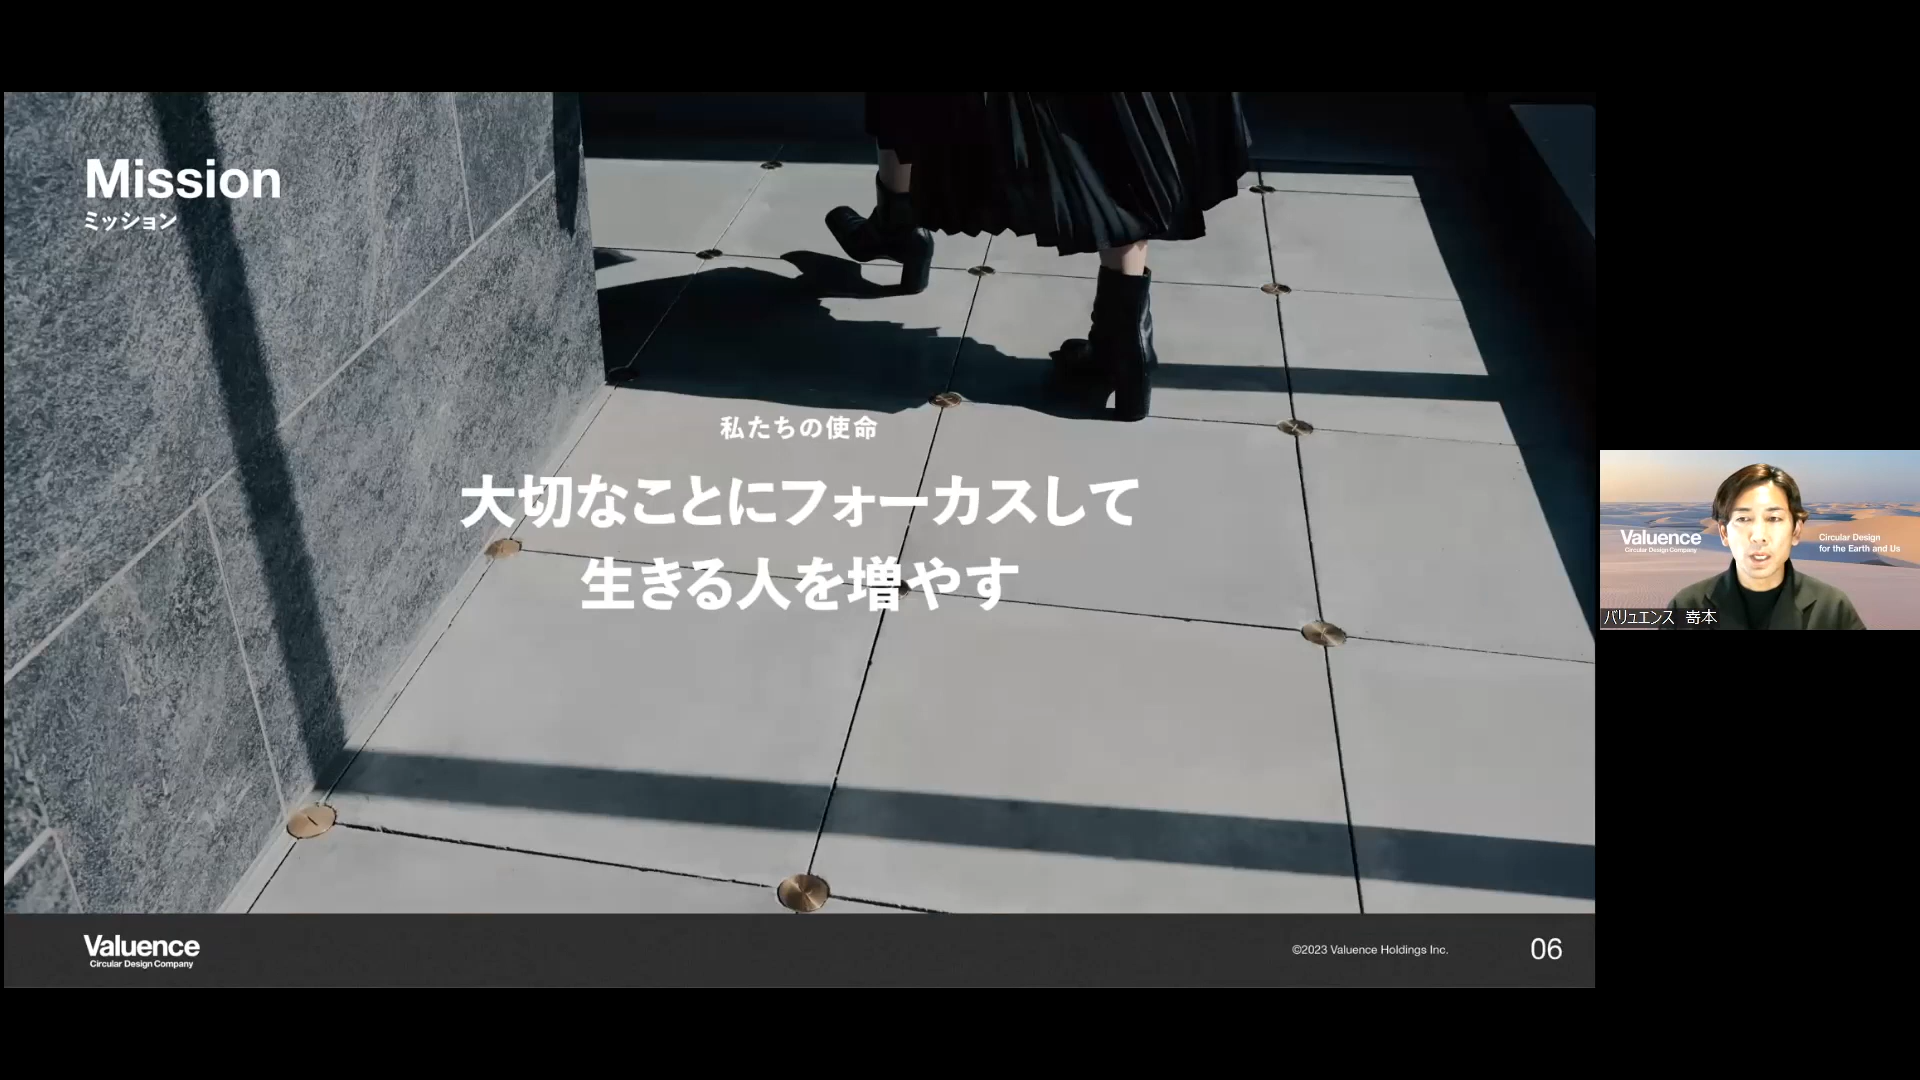 Mission
ミッション
私たちの使命
大切なことにフォーカスして
生きる人を増やす
Valuence
Circular Design Company
©2023 Valuence Holdings Inc.
06
Valuence
Circular Design Company
Circular Design
for the Earth and Us
バリュエンス 嵜本